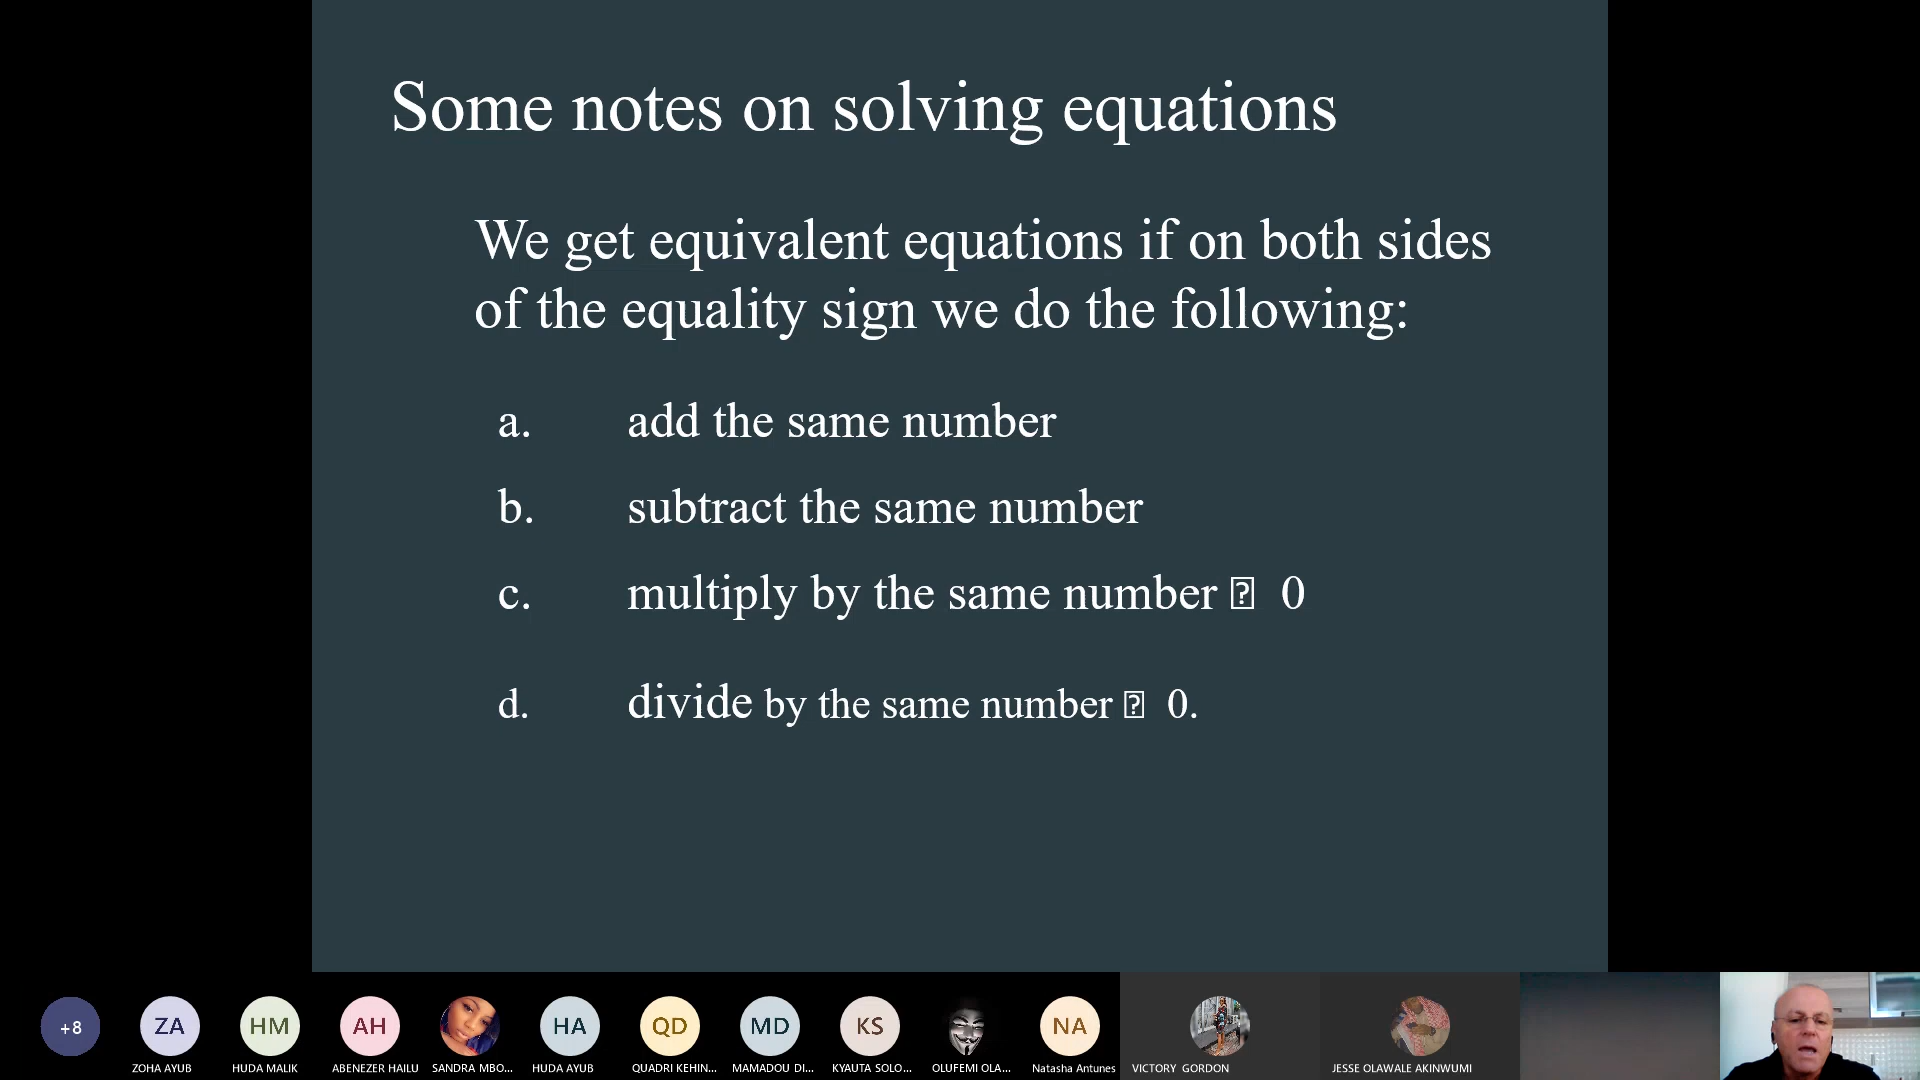 Some notes on solving equations
We get equivalent equations if on both sides
of the equality sign we do the following:
a. add the same number
b. subtract the same number
c. multiply by the same number ⍰ 0
d. divide by the same number ⍰ 0.
+8
ZA
HM
AH
HA
QD
MD
KS
NA
ZOHA AYUB
HUDA MALIK
ABENEZER HAILU
SANDRA MBO...
HUDA AYUB
QUADRI KEHIN...
MAMADOU DI...
KYAUTA SOLO...
OLUFEMI OLA...
Natasha Antunes
VICTORY GORDON
JESSE OLAWALE AKINWUMI